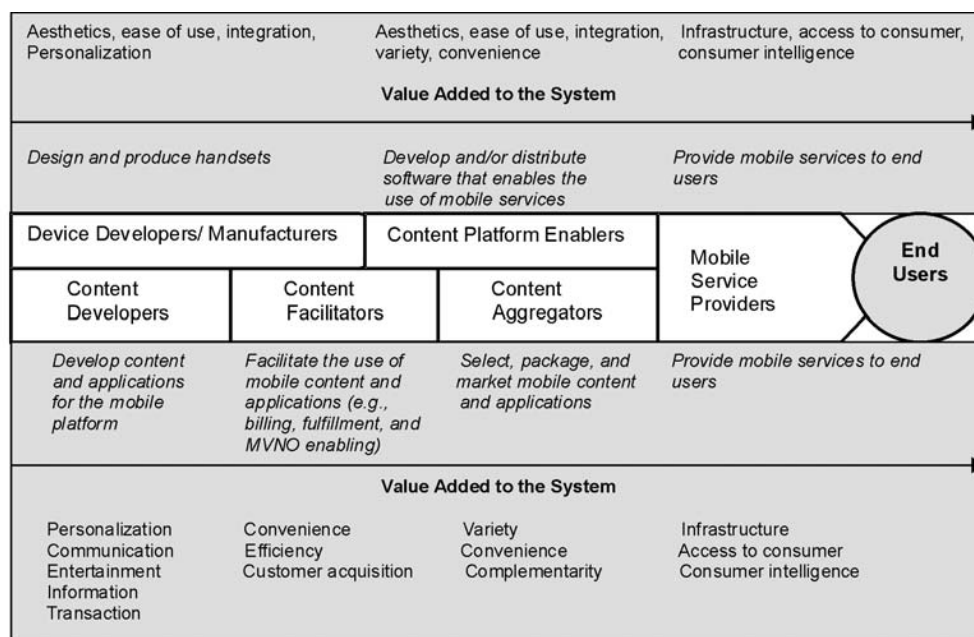 Aesthetics, ease of use, integration,
Personalization
Aesthetics, ease of use, integration,
variety, convenience
Infrastructure, access to consumer,
consumer intelligence
Value Added to the System
Design and produce handsets
Develop and/or distribute
software that enables the
use of mobile services
Provide mobile services to end
users
Device Developers/ Manufacturers
Content Platform Enablers
Content
Developers
Content
Facilitators
Content
Aggregators
Mobile
Service
Providers
End
Users
Develop content
and applications
for the mobile
platform
Facilitate the use of
mobile content and
applications (e.g.,
billing, fulfillment, and
MVNO enabling)
Select, package, and
market mobile content
and applications
Provide mobile services to end
users
Value Added to the System
Personalization
Communication
Entertainment
Information
Transaction
Convenience
Efficiency
Customer acquisition
Variety
Convenience
Complementarity
Infrastructure
Access to consumer
Consumer intelligence